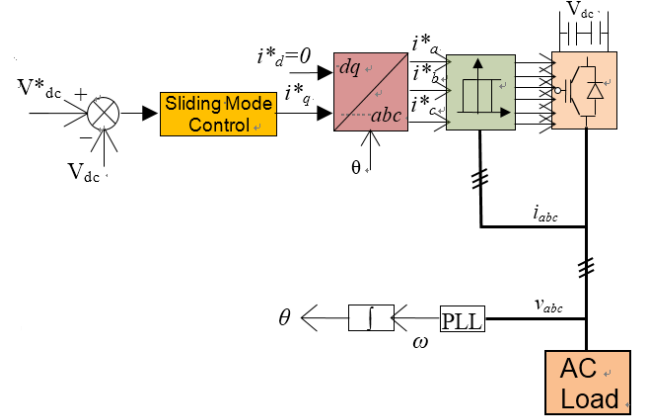 V*dc
+
−
Vdc
Sliding Mode
Control
i*d=0
i*q
dq
abc
θ
i*a
i*b
i*c
Vdc
iabc
vabc
PLL
ω
∫
θ
AC
Load